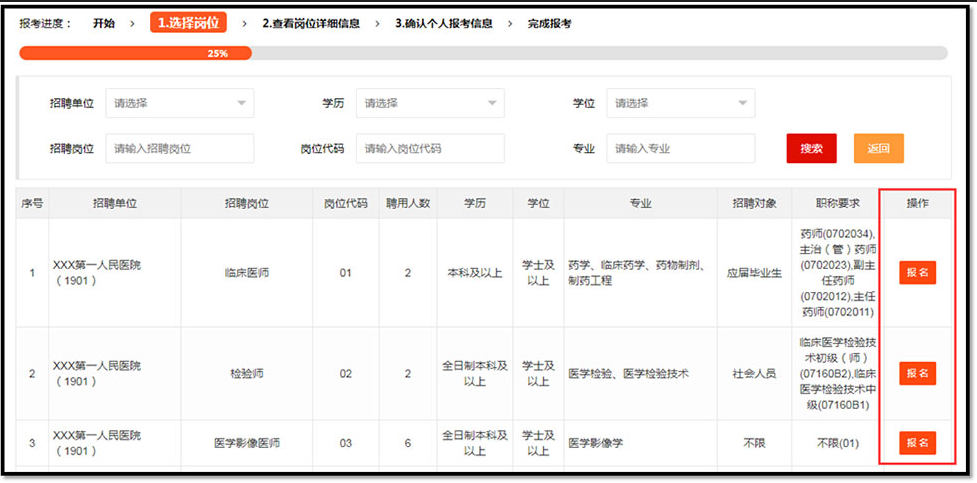 报考进度： 开始 › 1.选择岗位 › 2.查看岗位详细信息 › 3.确认个人报考信息 › 完成报考
25%
招聘单位 请选择 学历 请选择 学位 请选择
招聘岗位 请输入招聘岗位 岗位代码 请输入岗位代码 专业 请输入专业 搜索 返回
序号 招聘单位 招聘岗位 岗位代码 聘用人数 学历 学位 专业 招聘对象 职称要求 操作
1
XXX第一人民医院
（1901）
临床医师
01
2
本科及以上
学士及
以上
药学、临床药学、药物制剂、
制药工程
应届毕业生
药师(0702034),
主治（管）药师
(0702023),副主
任药师
(0702012),主任
药师(0702011)
报名
2
XXX第一人民医院
（1901）
检验师
02
2
全日制本科及
以上
学士及
以上
医学检验、医学检验技术
社会人员
临床医学检验技
术初级（师）
(07160B2),临床
医学检验技术中
级(07160B1)
报名
3
XXX第一人民医院
（1901）
医学影像医师
03
6
全日制本科及
以上
学士及
以上
医学影像学
不限
不限(01)
报名